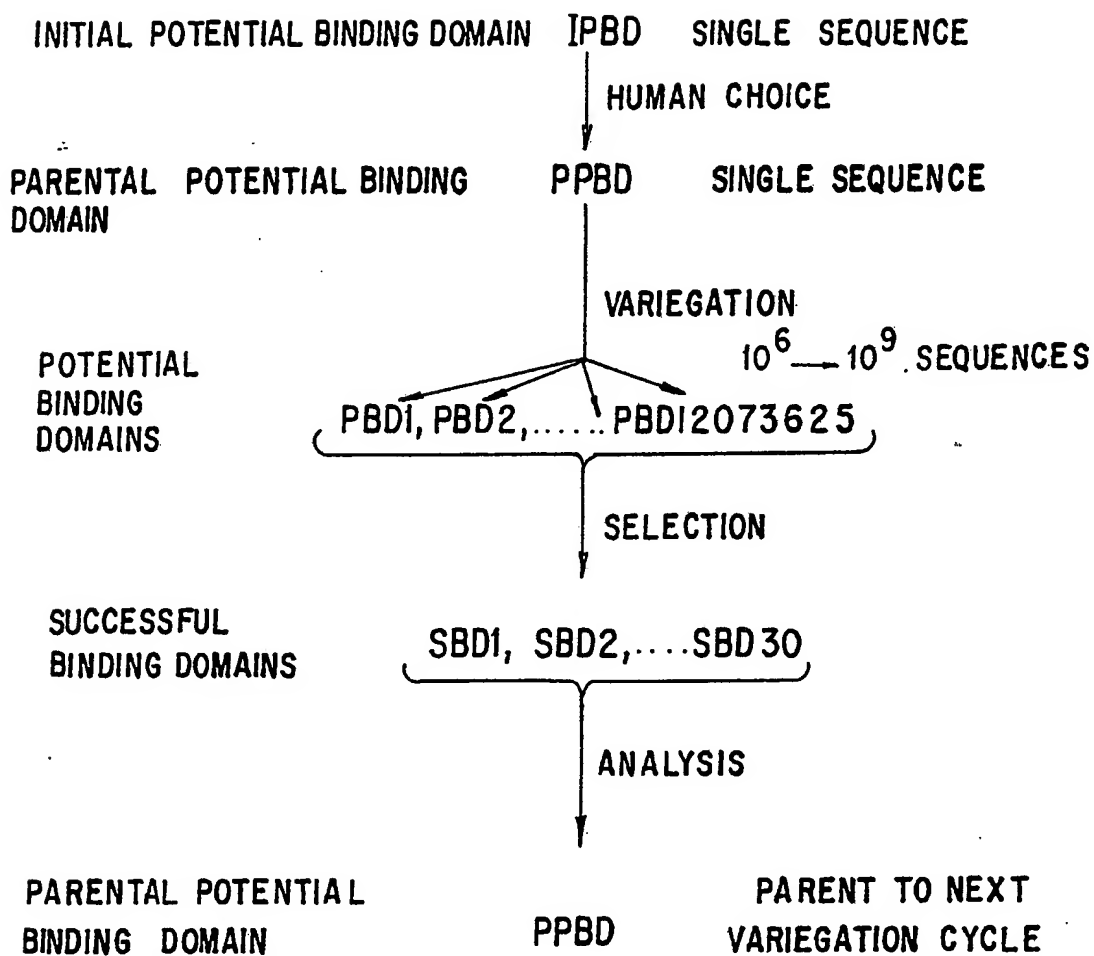 INITIAL POTENTIAL BINDING DOMAIN IPBD SINGLE SEQUENCE
HUMAN CHOICE
PARENTAL POTENTIAL BINDING DOMAIN PPBD SINGLE SEQUENCE
VARIEGATION
10^6 → 10^9 . SEQUENCES
POTENTIAL
BINDING
DOMAINS
PBD1, PBD2,...... PBD12073625
SELECTION
SUCCESSFUL
BINDING DOMAINS
SBD1, SBD2,....SBD30
ANALYSIS
PARENTAL POTENTIAL
BINDING DOMAIN
PPBD
PARENT TO NEXT
VARIEGATION CYCLE